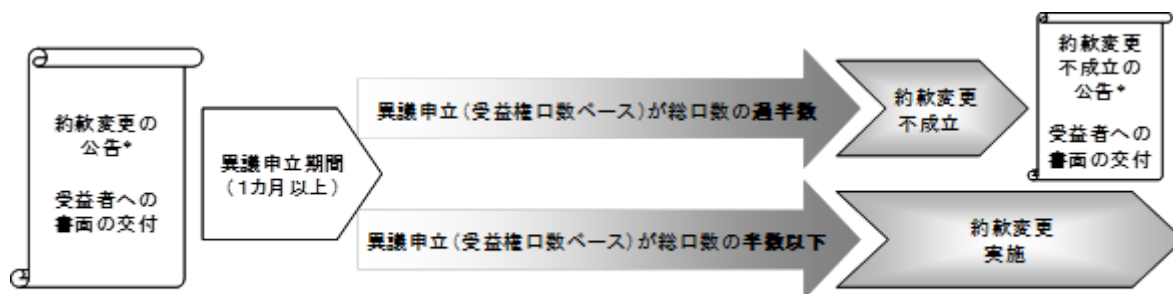 約款変更の
公告*
受益者への
書面の交付
異議申立期間
（1カ月以上）
異議申立（受益権口数ベース）が総口数の過半数
約款変更
不成立
約款変更
不成立の
公告*
受益者への
書面の交付
異議申立（受益権口数ベース）が総口数の半数以下
約款変更
実施